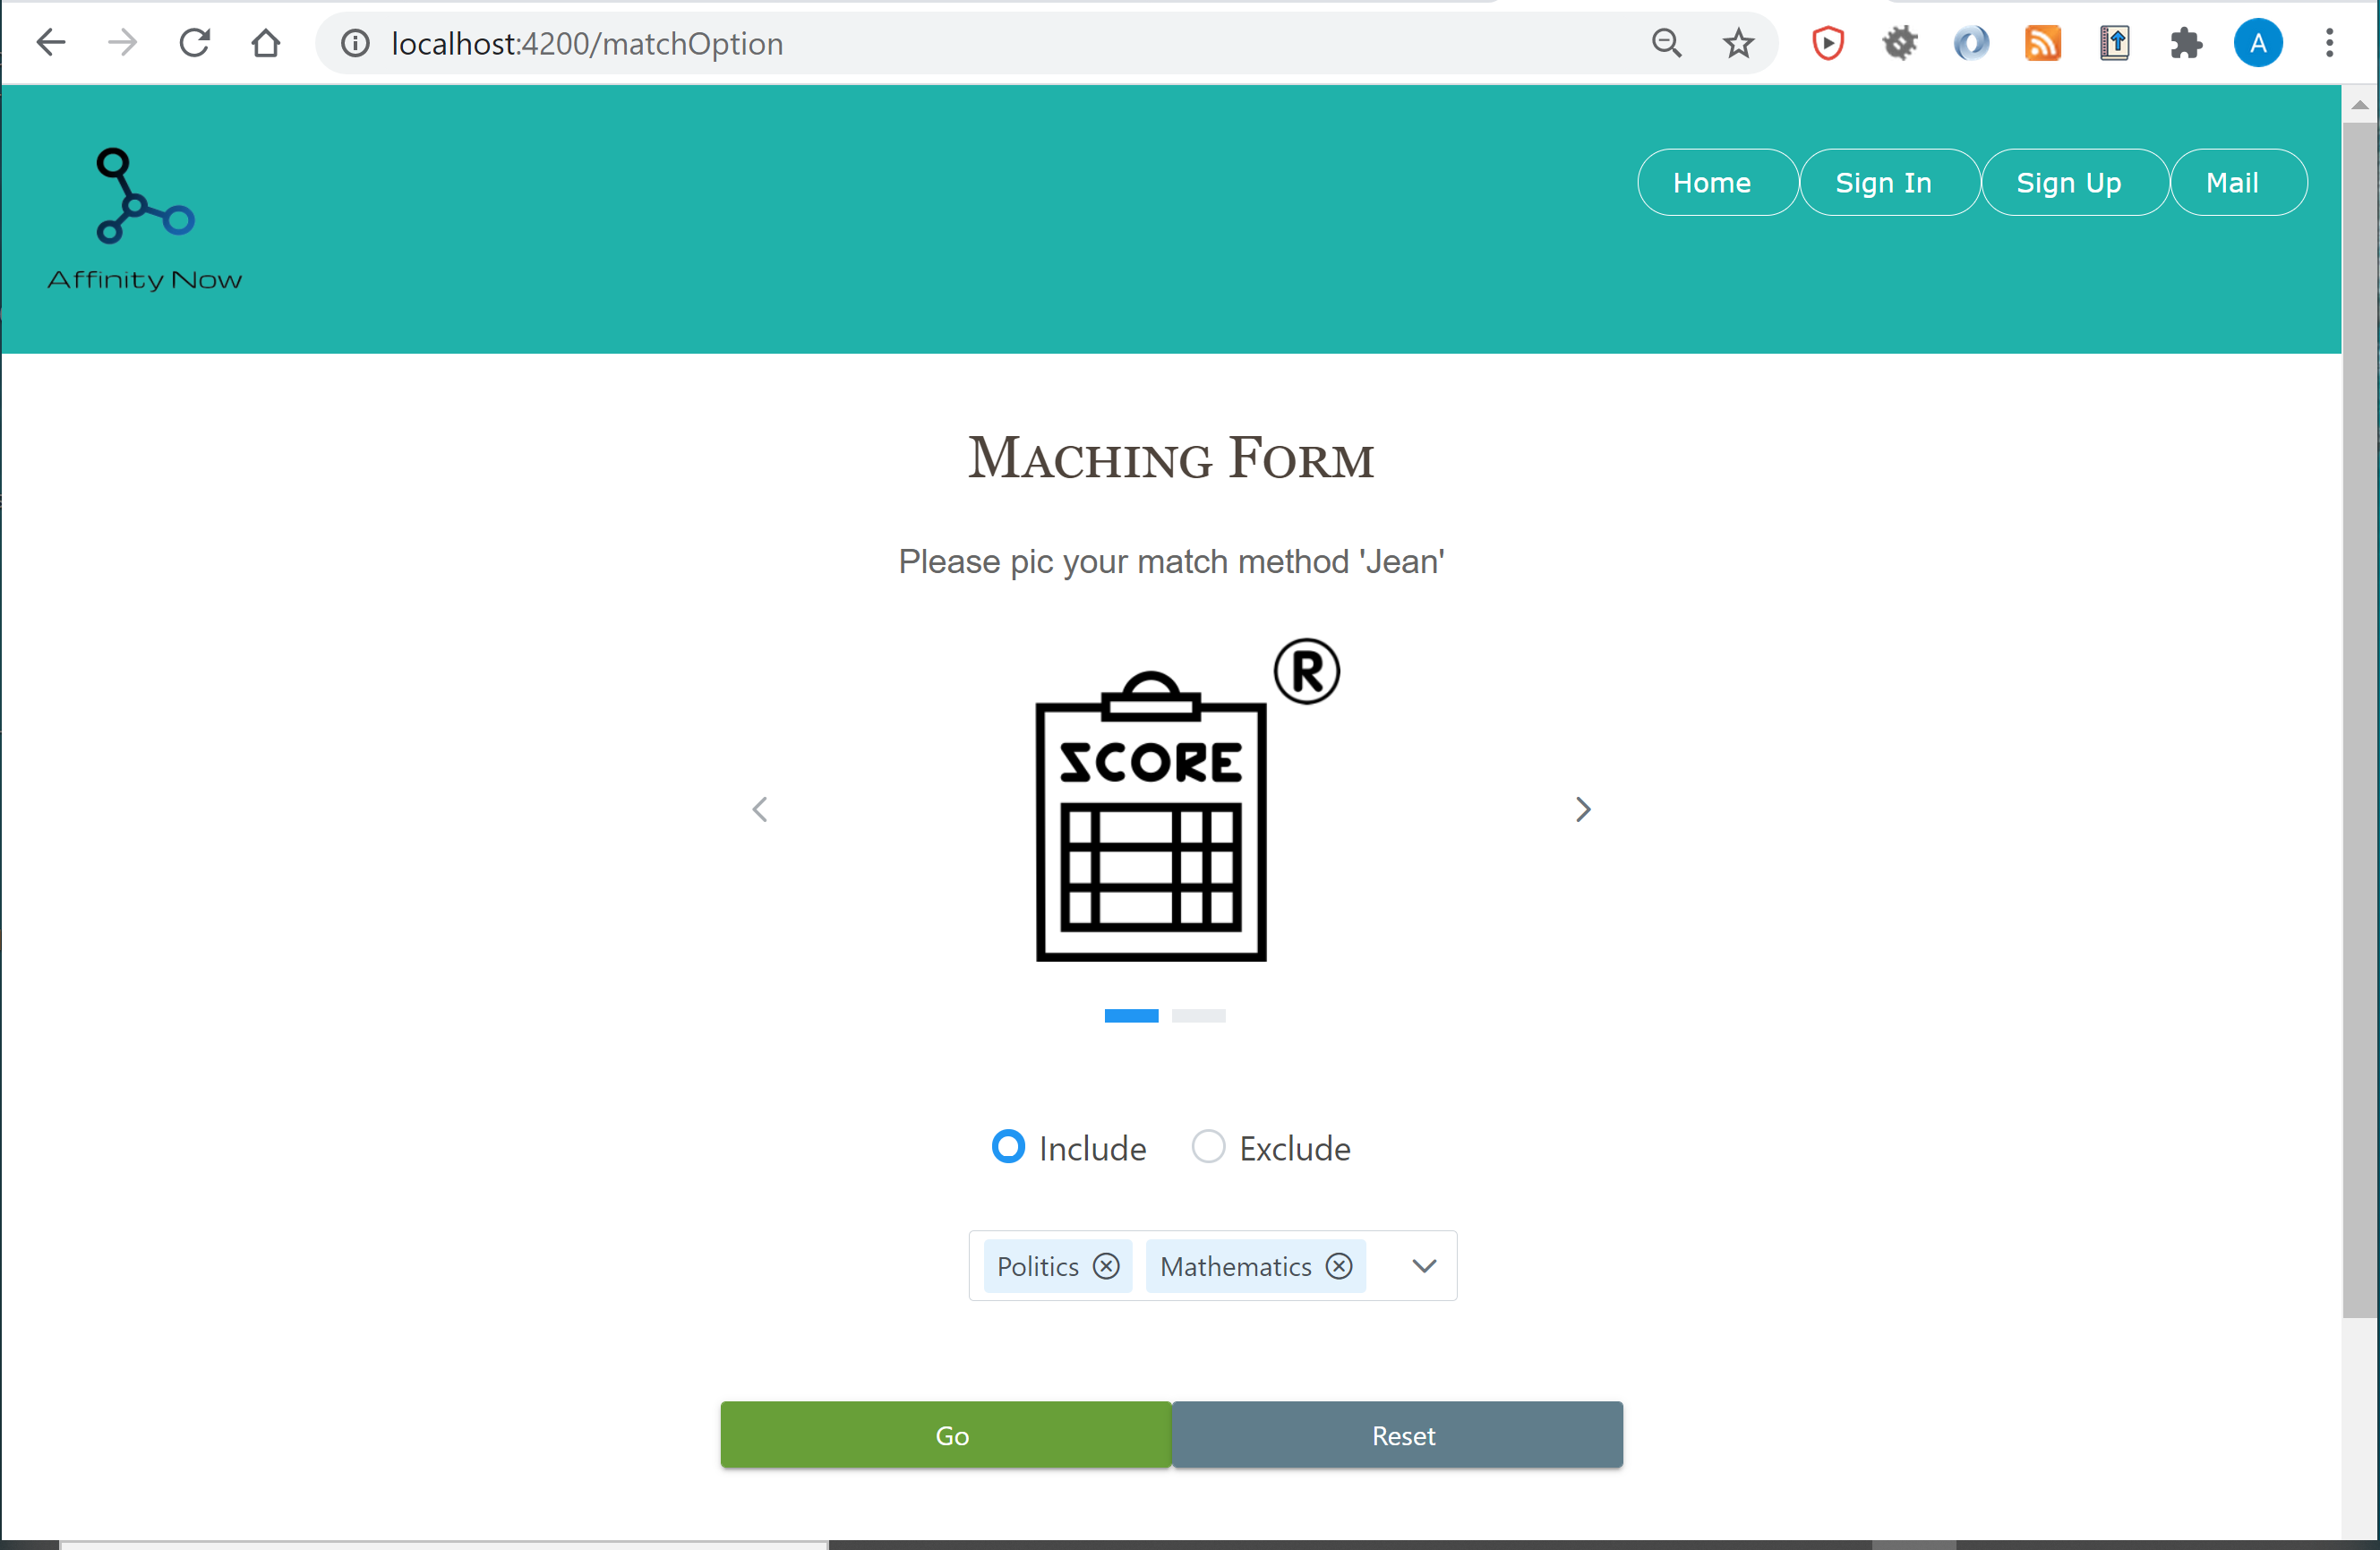 localhost:4200/matchOption
A
Affinity Now
Home Sign In Sign Up Mail
Maching Form
Please pic your match method 'Jean'
®
SCORE
Include Exclude
Politics Mathematics
Go Reset